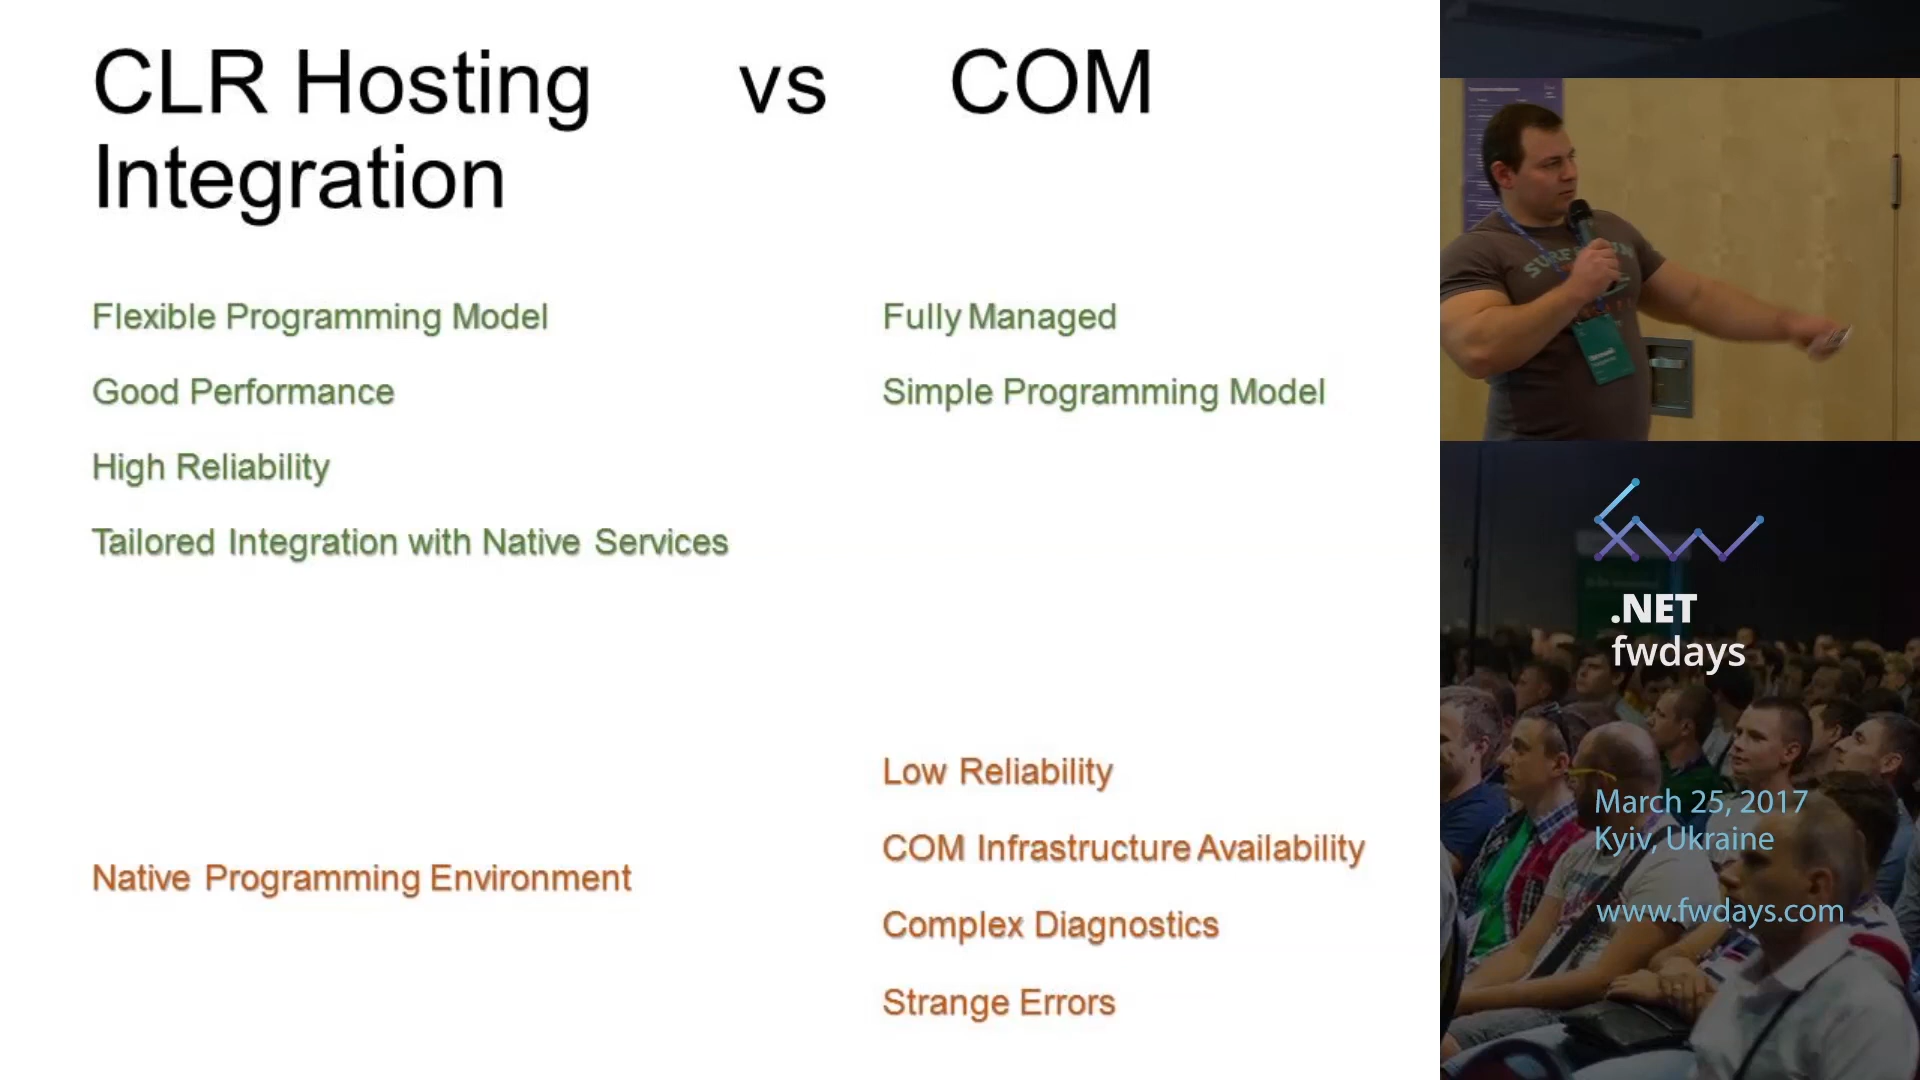 CLR Hosting vs COM
Integration
Flexible Programming Model
Good Performance
High Reliability
Tailored Integration with Native Services
Native Programming Environment
Fully Managed
Simple Programming Model
Low Reliability
COM Infrastructure Availability
Complex Diagnostics
Strange Errors
.NET
fwdays
March 25, 2017
Kyiv, Ukraine
www.fwdays.com